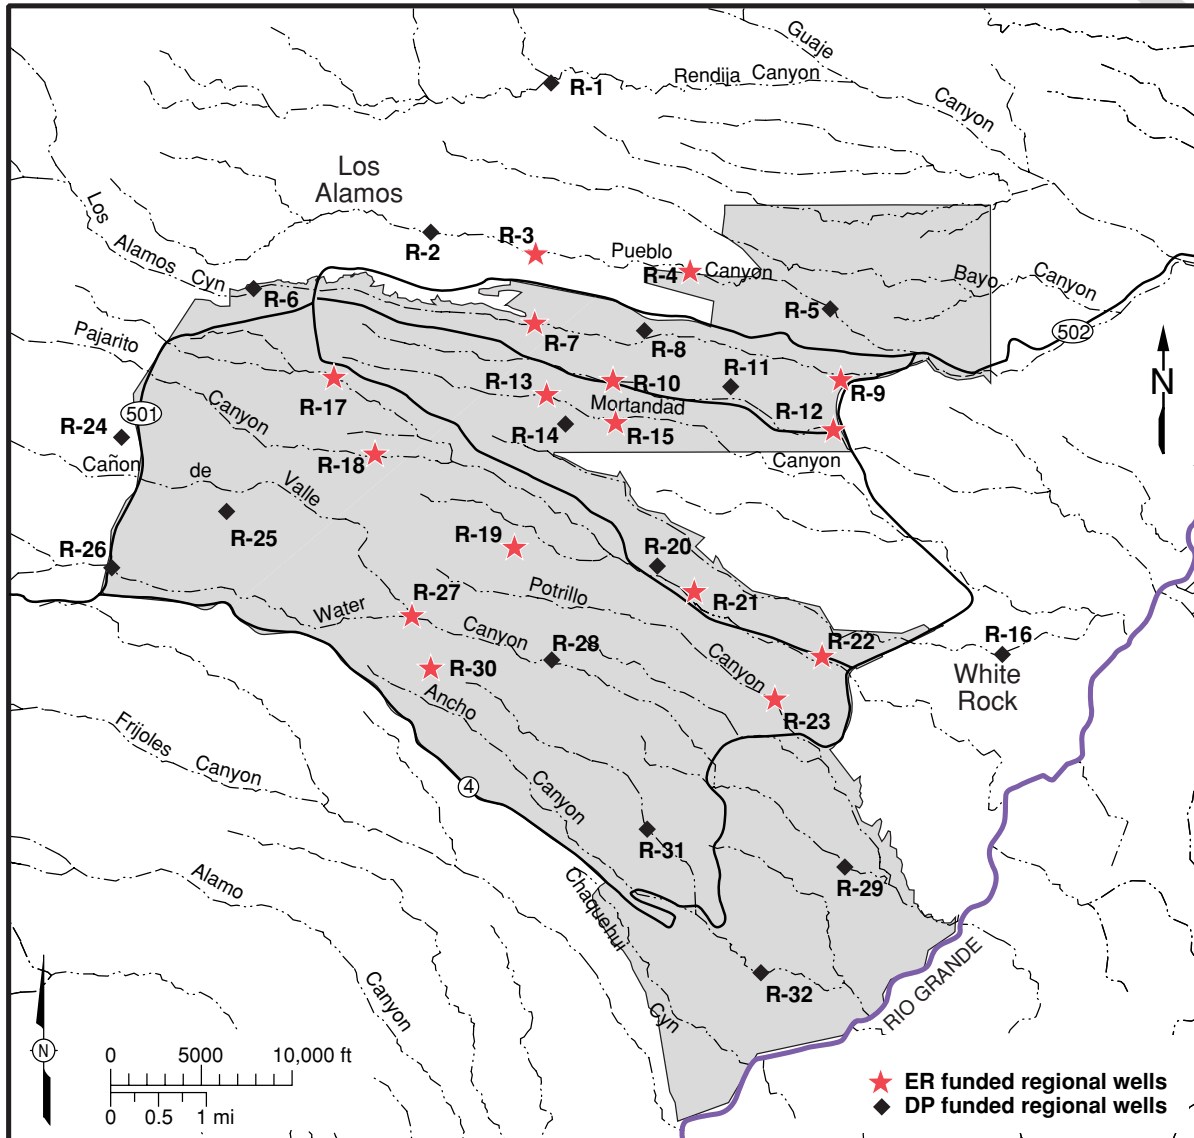 Guaje
Rendija Canyon
Canyon
R-1
Los
Alamos
Los
Alamos
Cyn
R-2
R-3
Pueblo
R-4
Canyon
Bayo
Canyon
R-5
R-6
502
Pajarito
R-7
R-8
N
R-11
R-13
R-10
R-9
R-17
Mortandad
R-12
501
Canyon
R-14
R-15
R-24
Canyon
Cañon
de
Valle
R-18
R-25
R-19
R-20
R-26
Potrillo
R-27
Water
R-21
Canyon
R-28
R-22
R-16
Canyon
White
Rock
R-30
Ancho
R-23
Frijoles
Canyon
4
Canyon
R-31
Alamo
Chaquehui
R-29
Canyon
RIO GRANDE
R-32
Cyn
N
0 5000 10,000 ft
0 0.5 1 mi
ER funded regional wells
DP funded regional wells